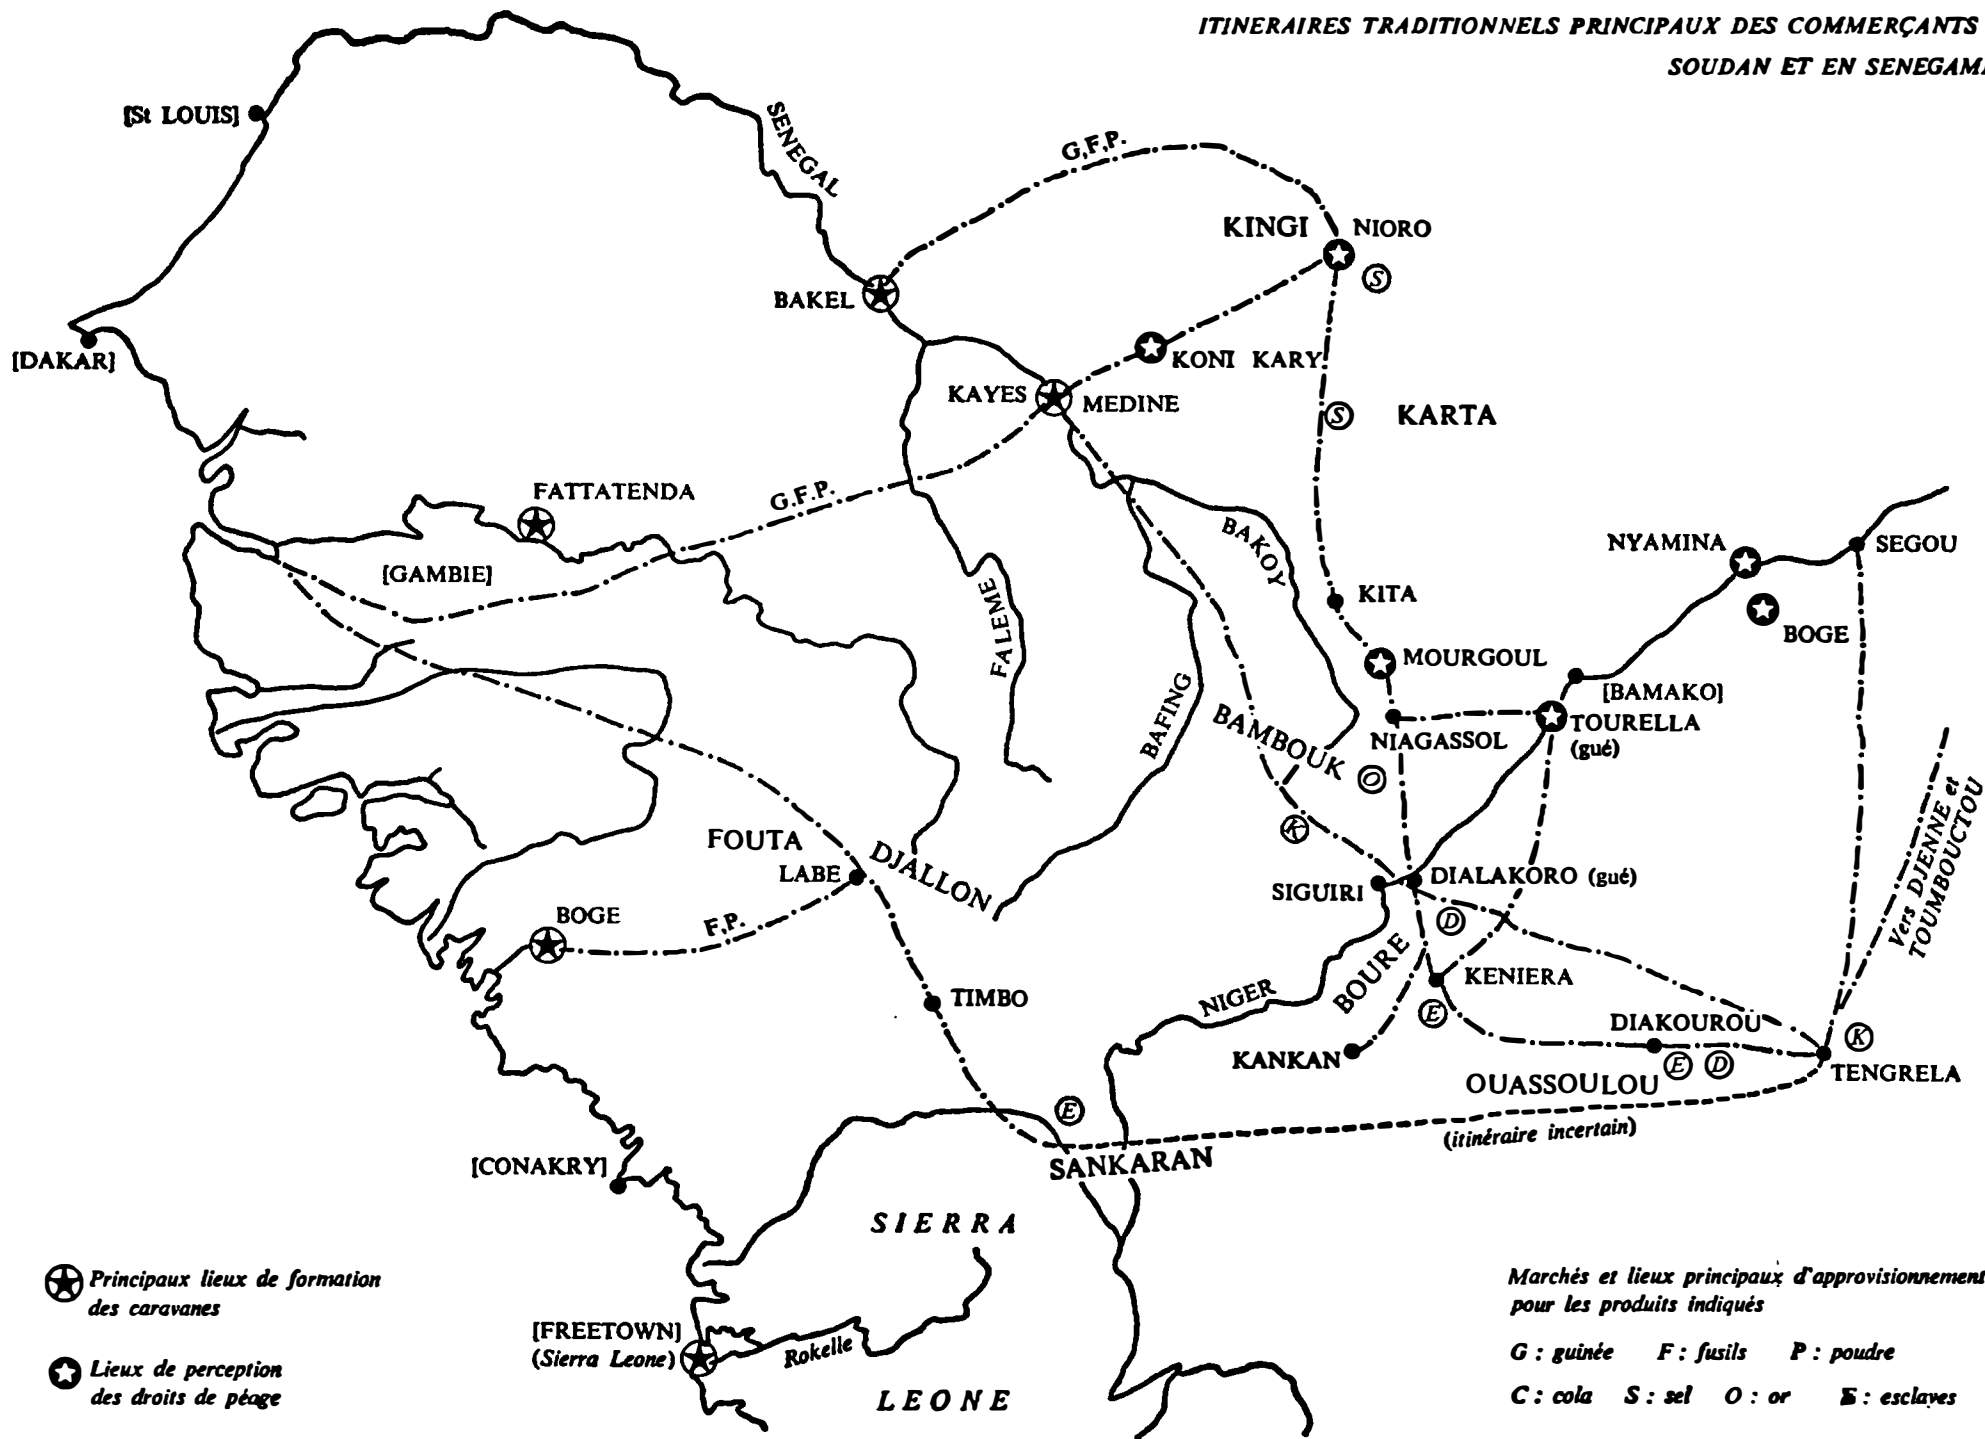 ITINERAIRES TRADITIONNELS PRINCIPAUX DES COMMERÇANTS
SOUDAN ET EN SENEGAM
[St LOUIS]
SENEGAL
G,F,P.
KINGI
NIORO
S
BAKEL
[DAKAR]
KONI KARY
KAYES
MEDINE
S
KARTA
FATTATENDA
G.F.P.
[GAMBIE]
BAKOY
NYAMINA
SEGOU
FALEME
KITA
BOGE
MOURGOUL
BAFING
[BAMAKO]
BAMBOUK
NIAGASSOL
TOURELLA
(gué)
O
K
Vers DJENNE et
TOUMBOUCTOU
FOUTA
DJALLON
LABE
SIGUIRI
DIALAKORO (gué)
D
BOGE
F.P.
BOURE
KENIERA
NIGER
TIMBO
E
DIAKOUROU
K
KANKAN
E D
TENGRELA
OUASSOULOU
E
(itinéraire incertain)
SANKARAN
[CONAKRY]
SIERRA
LEONE
[FREETOWN]
(Sierra Leone)
Rokelle
Principaux lieux de formation
des caravanes
Lieux de perception
des droits de péage
Marchés et lieux principaux d'approvisionnement
pour les produits indiqués
G : guinée F : fusils P : poudre
C : cola S : sel O : or E : esclaves